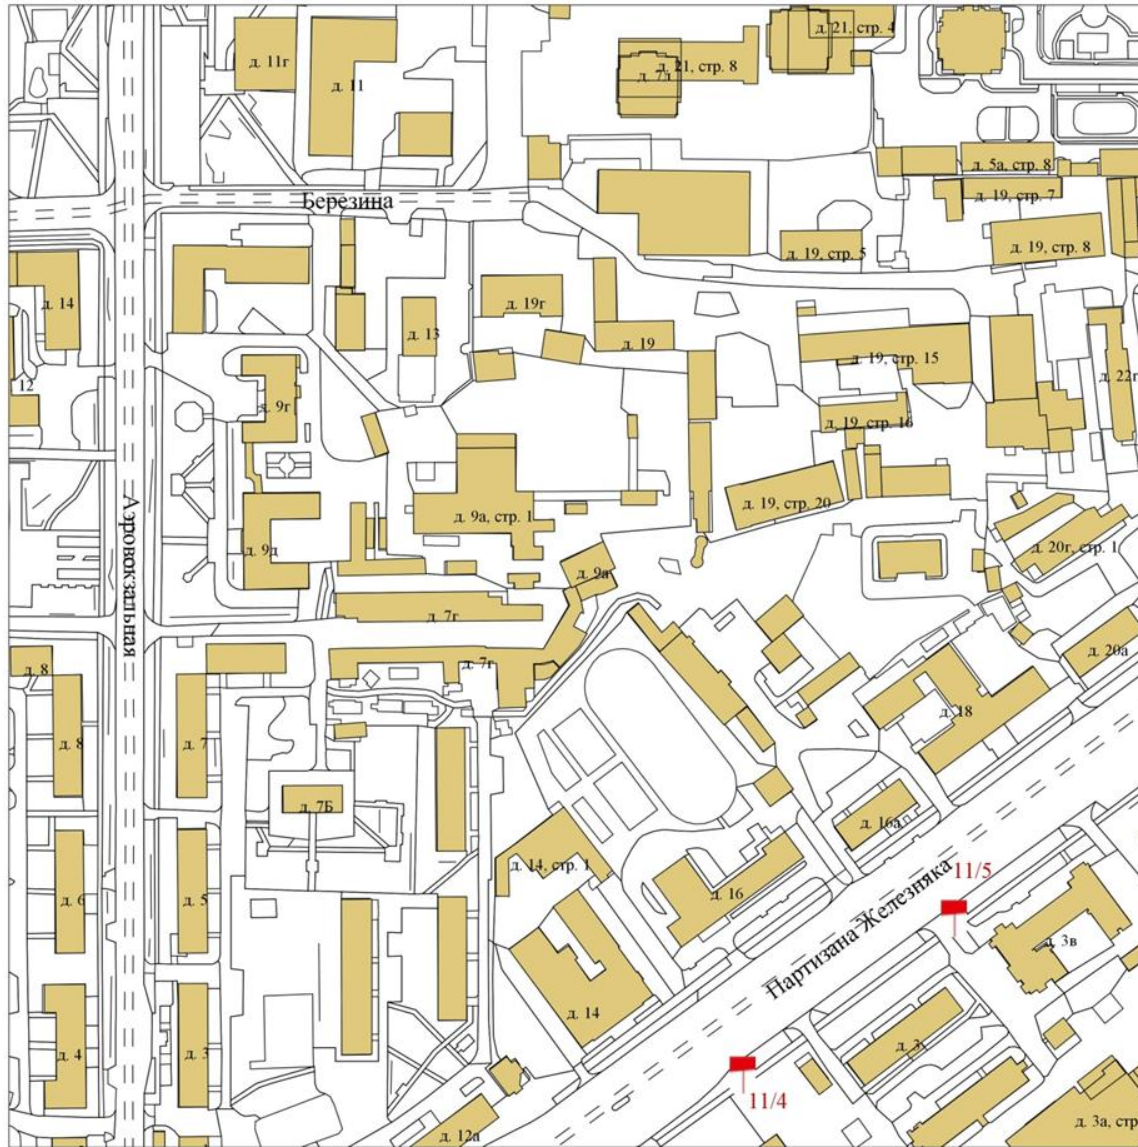 д. 21, стр. 4
д. 11г
д. 11
д. 21, стр. 8
д. 7д
д. 5а, стр. 8
д. 19, стр. 7
Березина
д. 19, стр. 5
д. 19, стр. 8
д. 14
д. 19г
д. 13
д. 19
д. 19, стр. 15
12
д. 22г
д. 9г
д. 19, стр. 16
д. 19, стр. 20
д. 9а, стр. 1
Аэровокзальная
д. 9д
д. 20г, стр. 1
д. 9а
д. 7г
д. 20а
д. 8
д. 7г
д. 18
д. 8
д. 7
д. 7Б
д. 16а
д. 14, стр. 1
11/5
Партизана Железняка
д. 6
д. 5
д. 16
д. 3в
д. 14
д. 3
д. 4
д. 3
11/4
д. 3а, стр
д. 12а